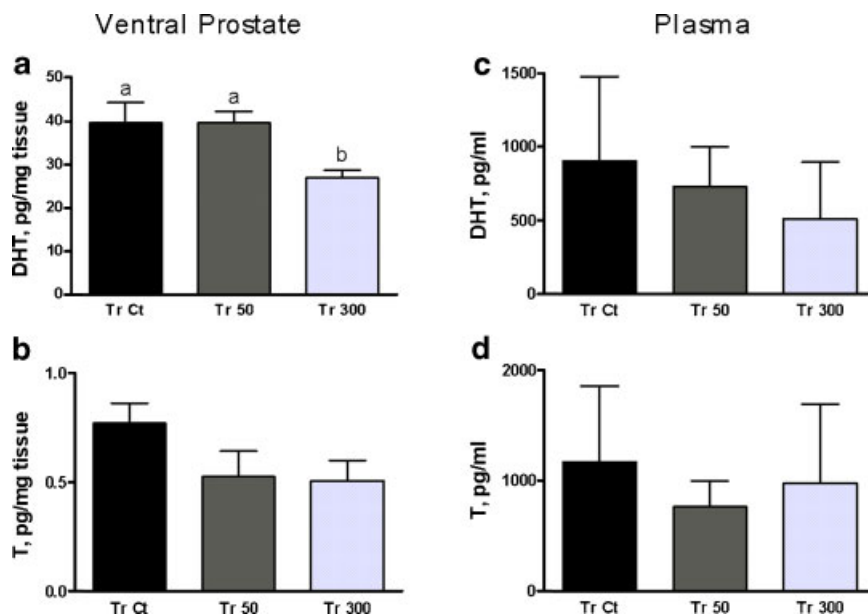 Ventral Prostate
Plasma
a
DHT, pg/mg tissue
50
40
30
20
10
0
a
a
b
Tr Ct
Tr 50
Tr 300
c
DHT, pg/ml
1500
1000
500
0
Tr Ct
Tr 50
Tr 300
b
T, pg/mg tissue
1.0
0.5
0.0
Tr Ct
Tr 50
Tr 300
d
T, pg/ml
2000
1000
0
Tr Ct
Tr 50
Tr 300